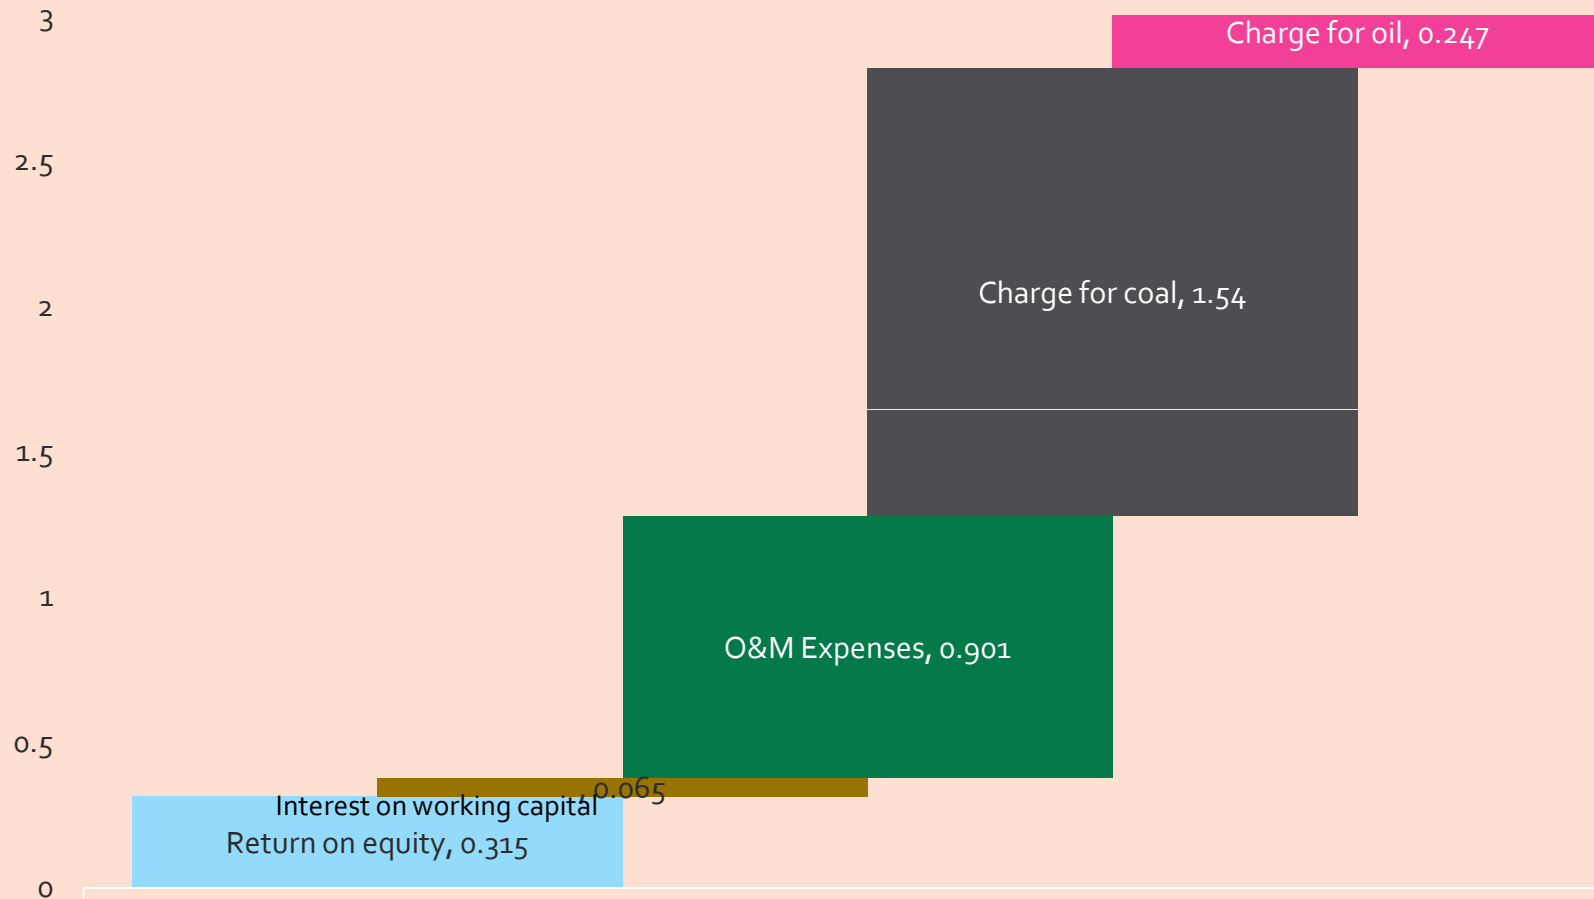 3
Charge for oil, 0.247
2.5
Charge for coal, 1.54
2
1.5
1
O&M Expenses, 0.901
0.5
, 0.065
Interest on working capital
Return on equity, 0.315
0